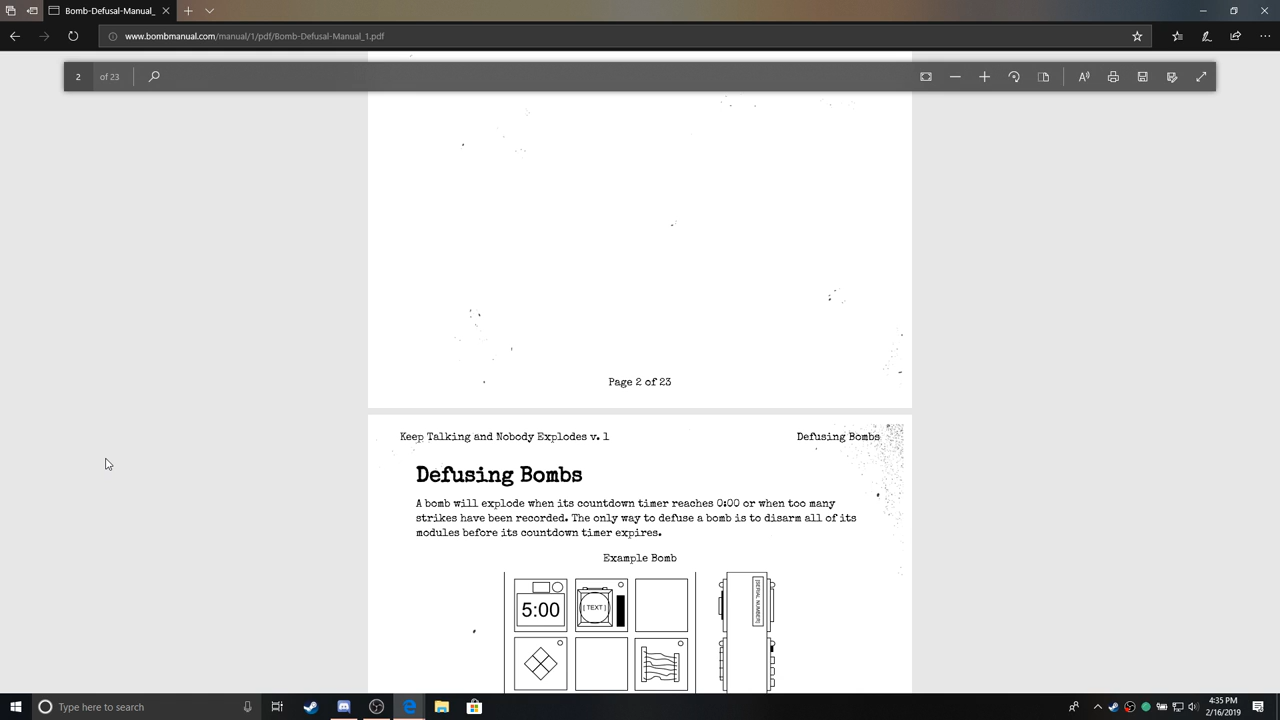 Bomb-Defusal-Manual_
www.bombmanual.com/manual/1/pdf/Bomb-Defusal-Manual_1.pdf
2 of 23
Page 2 of 23
Keep Talking and Nobody Explodes v. 1
Defusing Bombs
Defusing Bombs
A bomb will explode when its countdown timer reaches 0:00 or when too many
strikes have been recorded. The only way to defuse a bomb is to disarm all of its
modules before its countdown timer expires.
Example Bomb
5:00
[ TEXT ]
[SERIAL NUMBER]
Type here to search
4:35 PM
2/16/2019